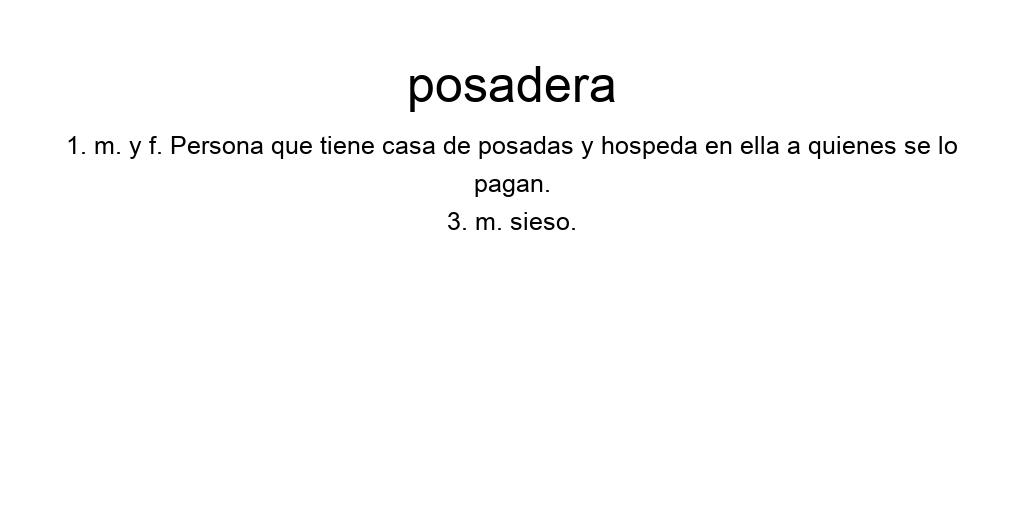 posadera
1. m. y f. Persona que tiene casa de posadas y hospeda en ella a quienes se lo
pagan.
3. m. sieso.